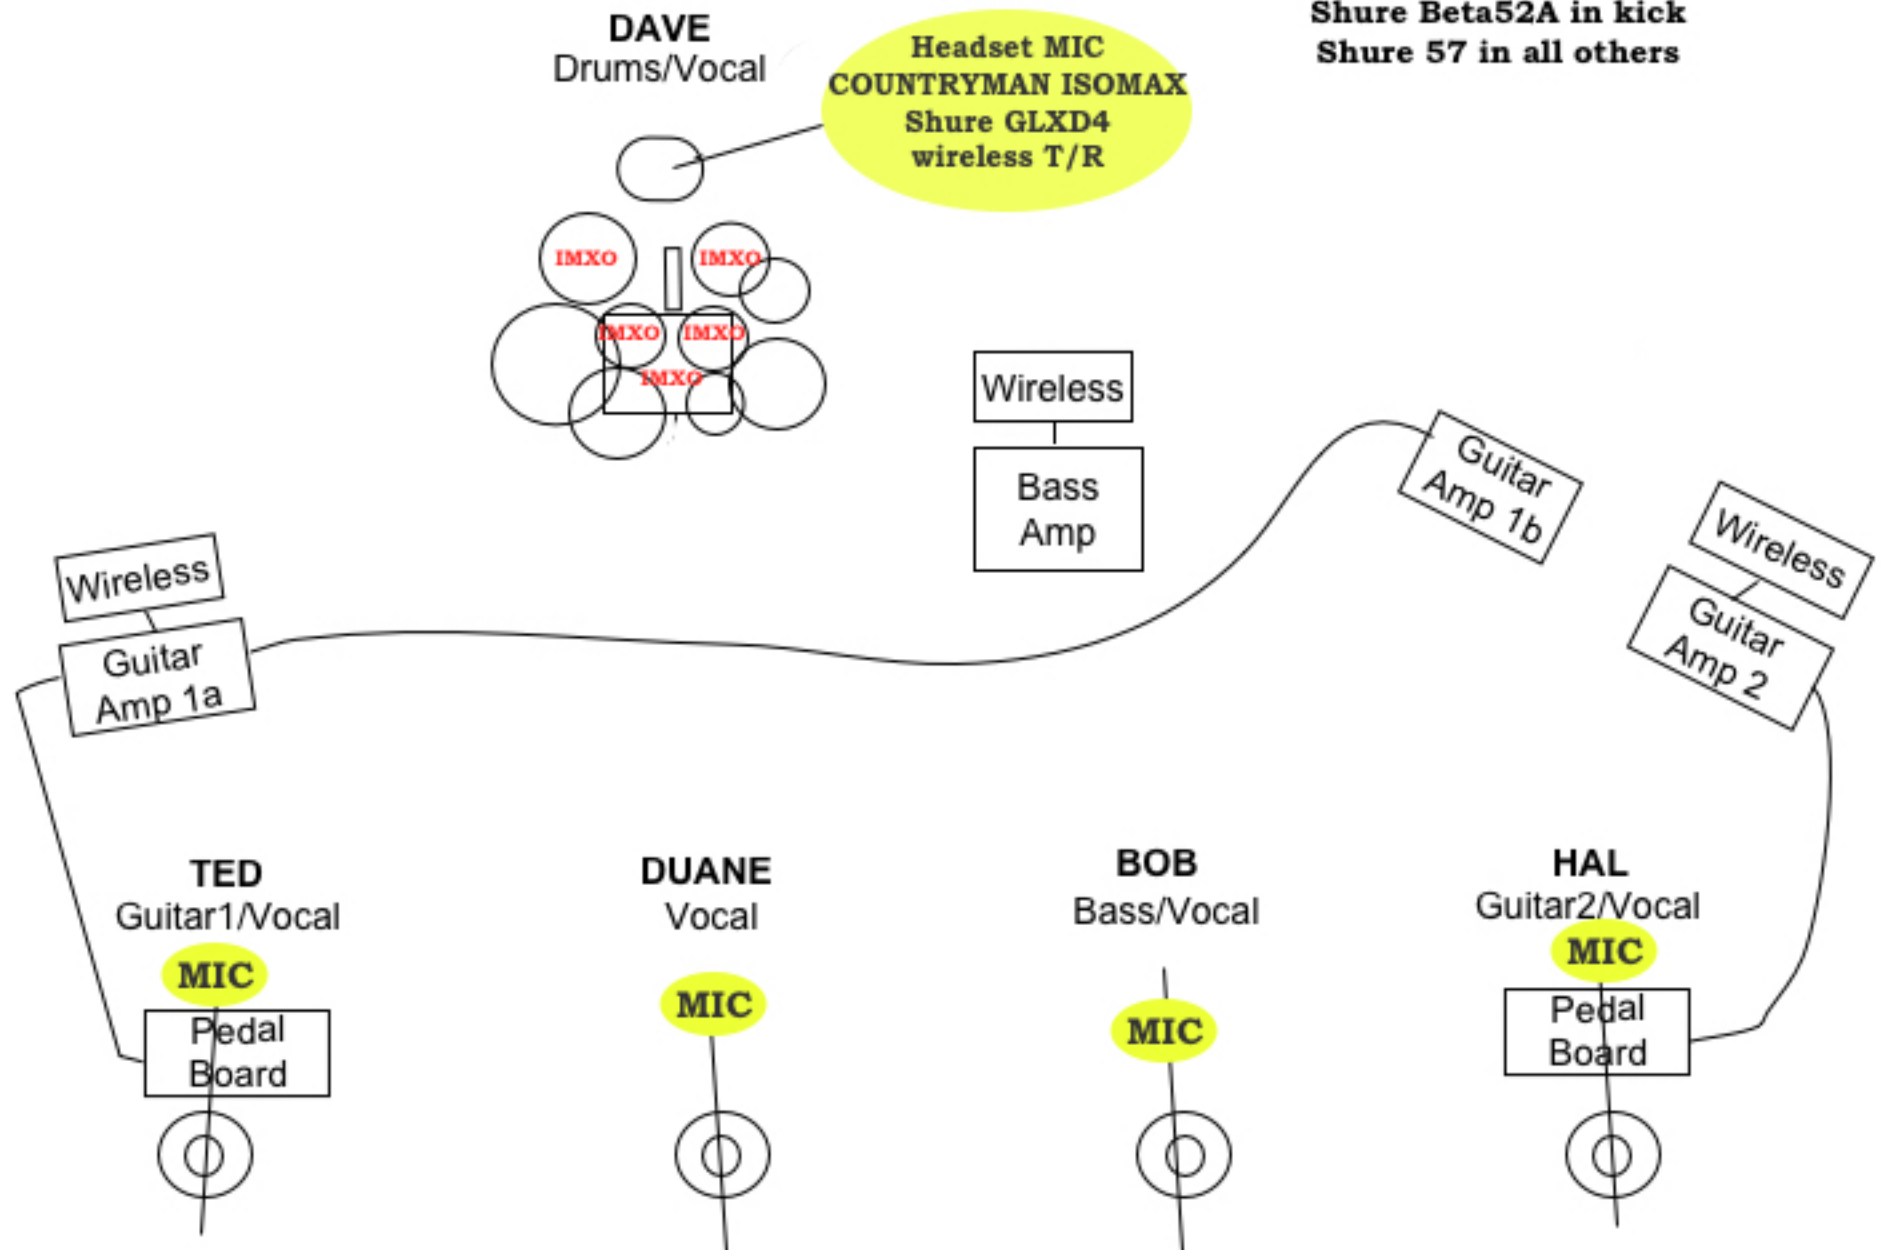 Shure Beta52A in kick
Shure 57 in all others
DAVE
Drums/Vocal
Headset MIC
COUNTRYMAN ISOMAX
Shure GLXD4
wireless T/R
IMXO
IMXO
IMXO
IMXO
IMXO
Wireless
Bass
Amp
Guitar
Amp 1b
Wireless
Guitar
Amp 2
Wireless
Guitar
Amp 1a
TED
Guitar1/Vocal
MIC
Pedal
Board
DUANE
Vocal
MIC
BOB
Bass/Vocal
MIC
HAL
Guitar2/Vocal
MIC
Pedal
Board